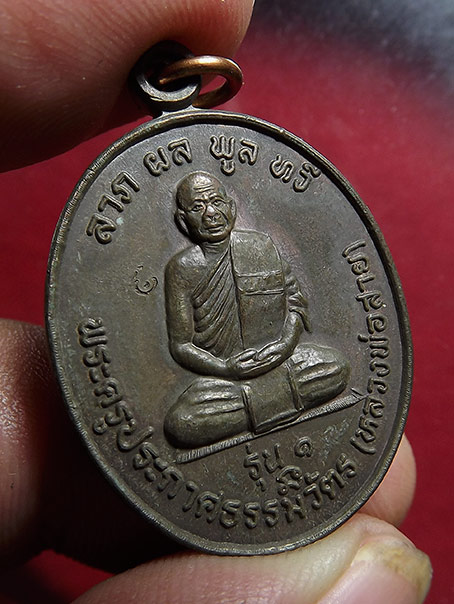 ลาภ ผล พูล ทวี
รุ่น ๑
พระครูประกาศธรรมวัตร (หลวงพ่อสาย)